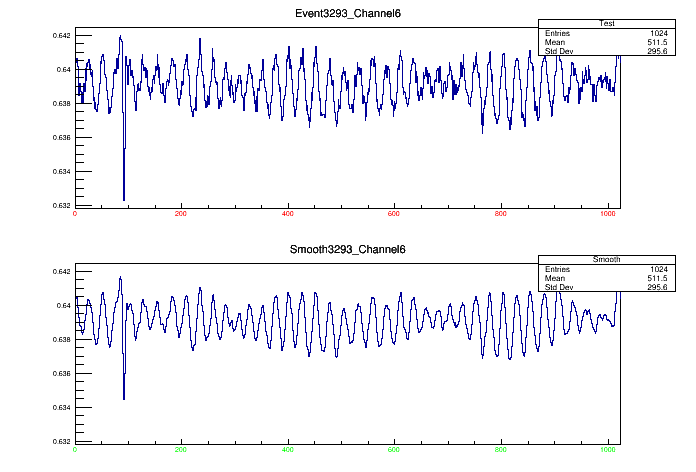 Event3293_Channel6
Test
Entries 1024
Mean 511.5
Std Dev 295.6
0.642
0.64
0.638
0.636
0.634
0.632
0 200 400 600 800 1000
Smooth3293_Channel6
Smooth
Entries 1024
Mean 511.5
Std Dev 295.6
0.642
0.64
0.638
0.636
0.634
0.632
0 200 400 600 800 1000